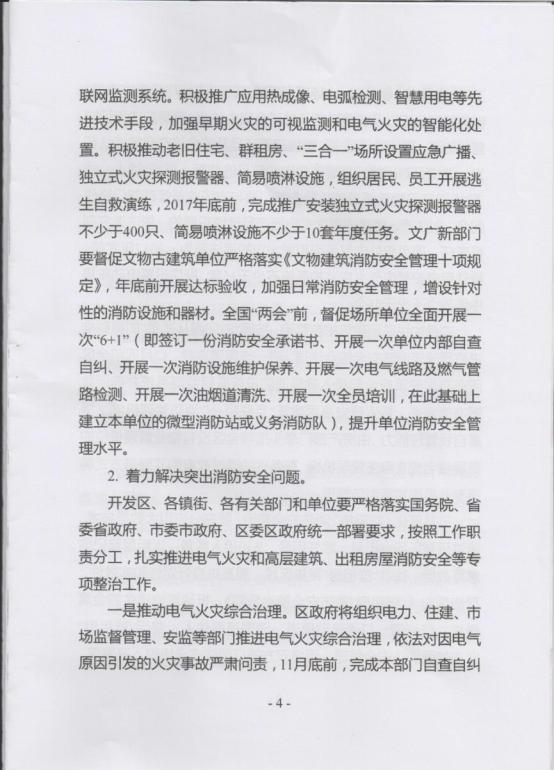 联网监测系统。积极推广应用热成像、电弧检测、智慧用电等先
进技术手段，加强早期火灾的可视监测和电气火灾的智能化处
置。积极推动老旧住宅、群租房、“三合一”场所设置应急广播、
独立式火灾探测报警器、简易喷淋设施，组织居民、员工开展逃
生自救演练，2017年底前，完成推广安装独立式火灾探测报警器
不少于400只、简易喷淋设施不少于10套年度任务。文广新部门
要督促文物古建筑单位严格落实《文物建筑消防安全管理十项规
定》，年底前开展达标验收，加强日常消防安全管理，增设针对
性的消防设施和器材。全国“两会”前，督促场所单位全面开展一
次“6+1”（即签订一份消防安全承诺书、开展一次单位内部自查
自纠、开展一次消防设施维护保养、开展一次电气线路及燃气管
路检测、开展一次油烟道清洗、开展一次全员培训，在此基础上
建立本单位的微型消防站或义务消防队），提升单位消防安全管
理水平。
2. 着力解决突出消防安全问题。
开发区、各镇街、各有关部门和单位要严格落实国务院、省
委省政府、市委市政府、区委区政府统一部署要求，按照工作职
责分工，扎实推进电气火灾和高层建筑、出租房屋消防安全等专
项整治工作。
一是推动电气火灾综合治理。区政府将组织电力、住建、市
场监督管理、安监等部门推进电气火灾综合治理，依法对因电气
原因引发的火灾事故严肃问责，11月底前，完成本部门自查自纠
- 4 -